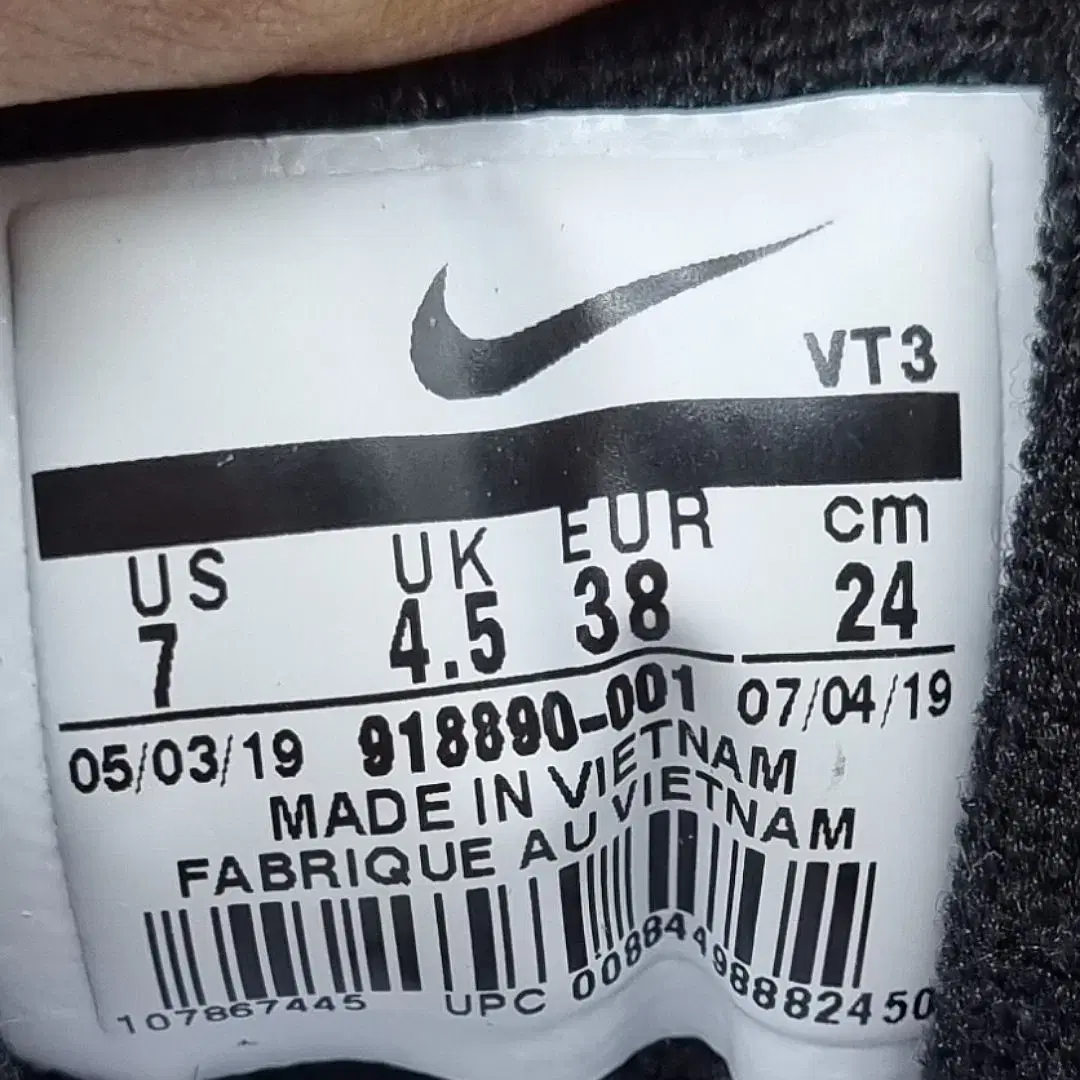 VT3
US UK EUR cm
7 4.5 38 24
05/03/19 918890-001 07/04/19
MADE IN VIETNAM
FABRIQUE AU VIETNAM
107867445 UPC 00884498882450